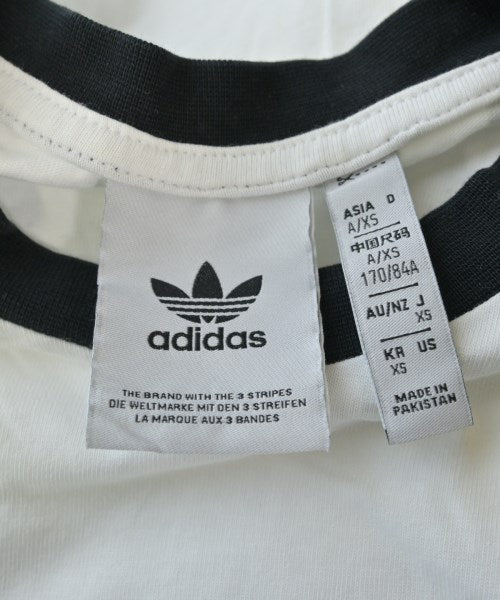 adidas
THE BRAND WITH THE 3 STRIPES
DIE WELTMARKE MIT DEN 3 STREIFEN
LA MARQUE AUX 3 BANDES
ASIA D
A/XS
中国尺码
A/XS
170/84A
AU/NZ J
XS
KR US
XS
MADE IN
PAKISTAN